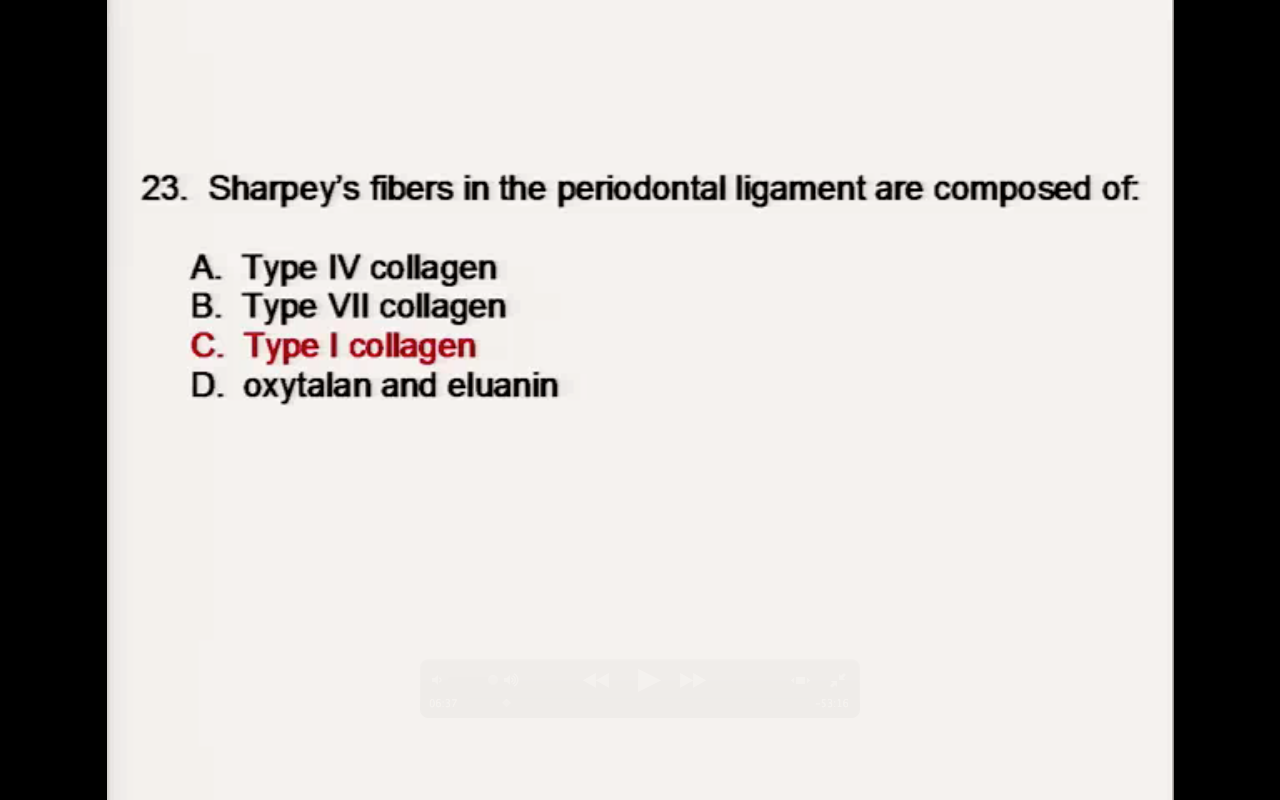 23. Sharpey's fibers in the periodontal ligament are composed of:
A. Type IV collagen
B. Type VII collagen
C. Type I collagen
D. oxytalan and eluanin